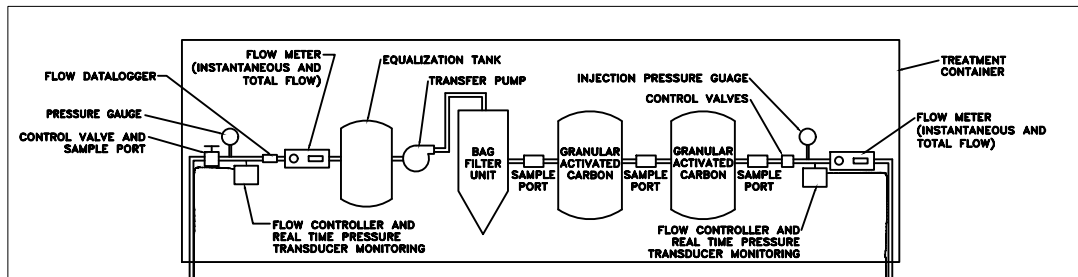 FLOW METER
(INSTANTANEOUS AND
TOTAL FLOW)
EQUALIZATION TANK
FLOW DATALOGGER
TRANSFER PUMP
INJECTION PRESSURE GUAGE
TREATMENT
CONTAINER
PRESSURE GAUGE
CONTROL VALVES
CONTROL VALVE AND
SAMPLE PORT
FLOW METER
(INSTANTANEOUS AND
TOTAL FLOW)
BAG
FILTER
UNIT
SAMPLE
PORT
GRANULAR
ACTIVATED
CARBON
SAMPLE
PORT
GRANULAR
ACTIVATED
CARBON
SAMPLE
PORT
FLOW CONTROLLER AND
REAL TIME PRESSURE
TRANSDUCER MONITORING
FLOW CONTROLLER AND
REAL TIME PRESSURE
TRANSDUCER MONITORING